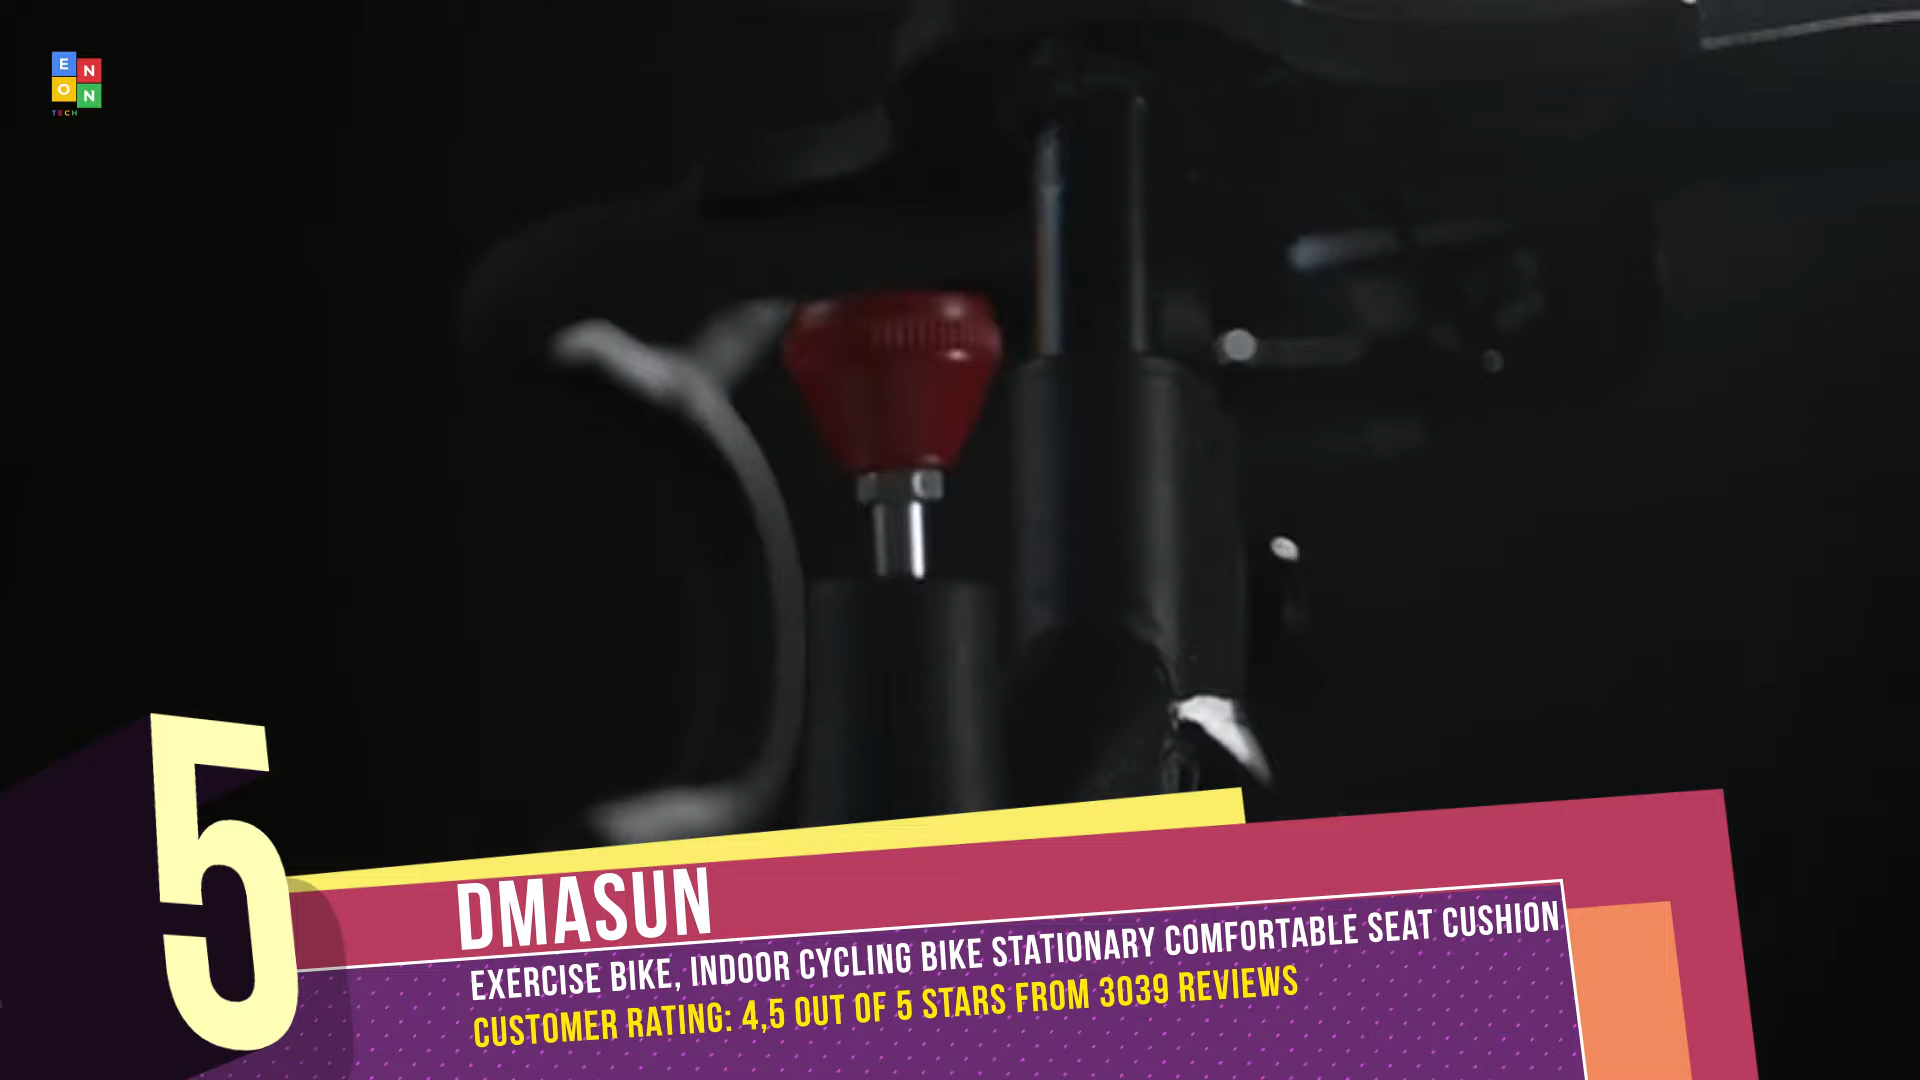 E
N
O
N
TECH
5
DMASUN
EXERCISE BIKE, INDOOR CYCLING BIKE STATIONARY COMFORTABLE SEAT CUSHION
CUSTOMER RATING: 4,5 OUT OF 5 STARS FROM 3039 REVIEWS